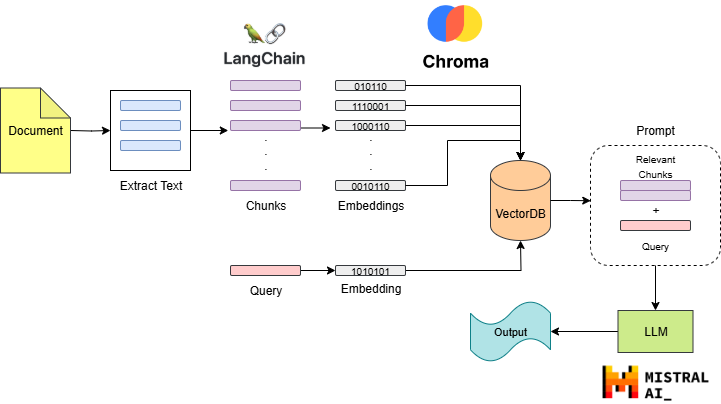 LangChain
Chroma
Document
Extract Text
.
.
.
Chunks
010110
1110001
1000110
.
.
.
0010110
Embeddings
VectorDB
Prompt
Relevant
Chunks
+
Query
Query
1010101
Embedding
Output
LLM
MISTRAL
AI_